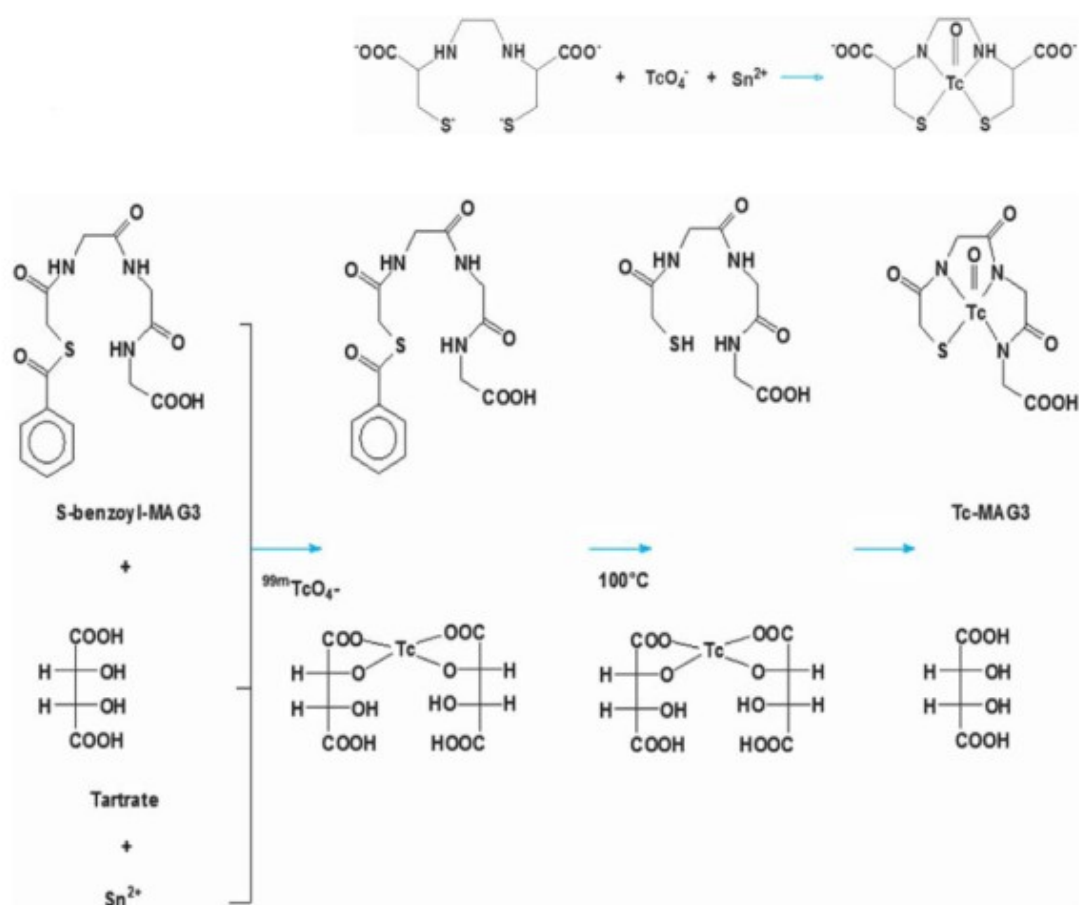 O
⁻OOC HN NH COO⁻ ⁻OOC N NH COO⁻
+ TcO₄⁻ + Sn²⁺ Tc
S⁻ ⁻S S S
O O O O
O HN NH O HN NH O HN NH O N O N
Tc
S HN O S HN O SH HN O S N O
O COOH O COOH COOH COOH
S-benzoyl-MAG3 Tc-MAG3
+
⁹⁹ᵐTcO₄- 100°C
COOH COO Tc OOC COO Tc OOC COOH
H OH H O O H H O O H H OH
H OH H OH HO H H OH HO H H OH
COOH COOH HOOC COOH HOOC COOH
Tartrate
+
Sn²⁺